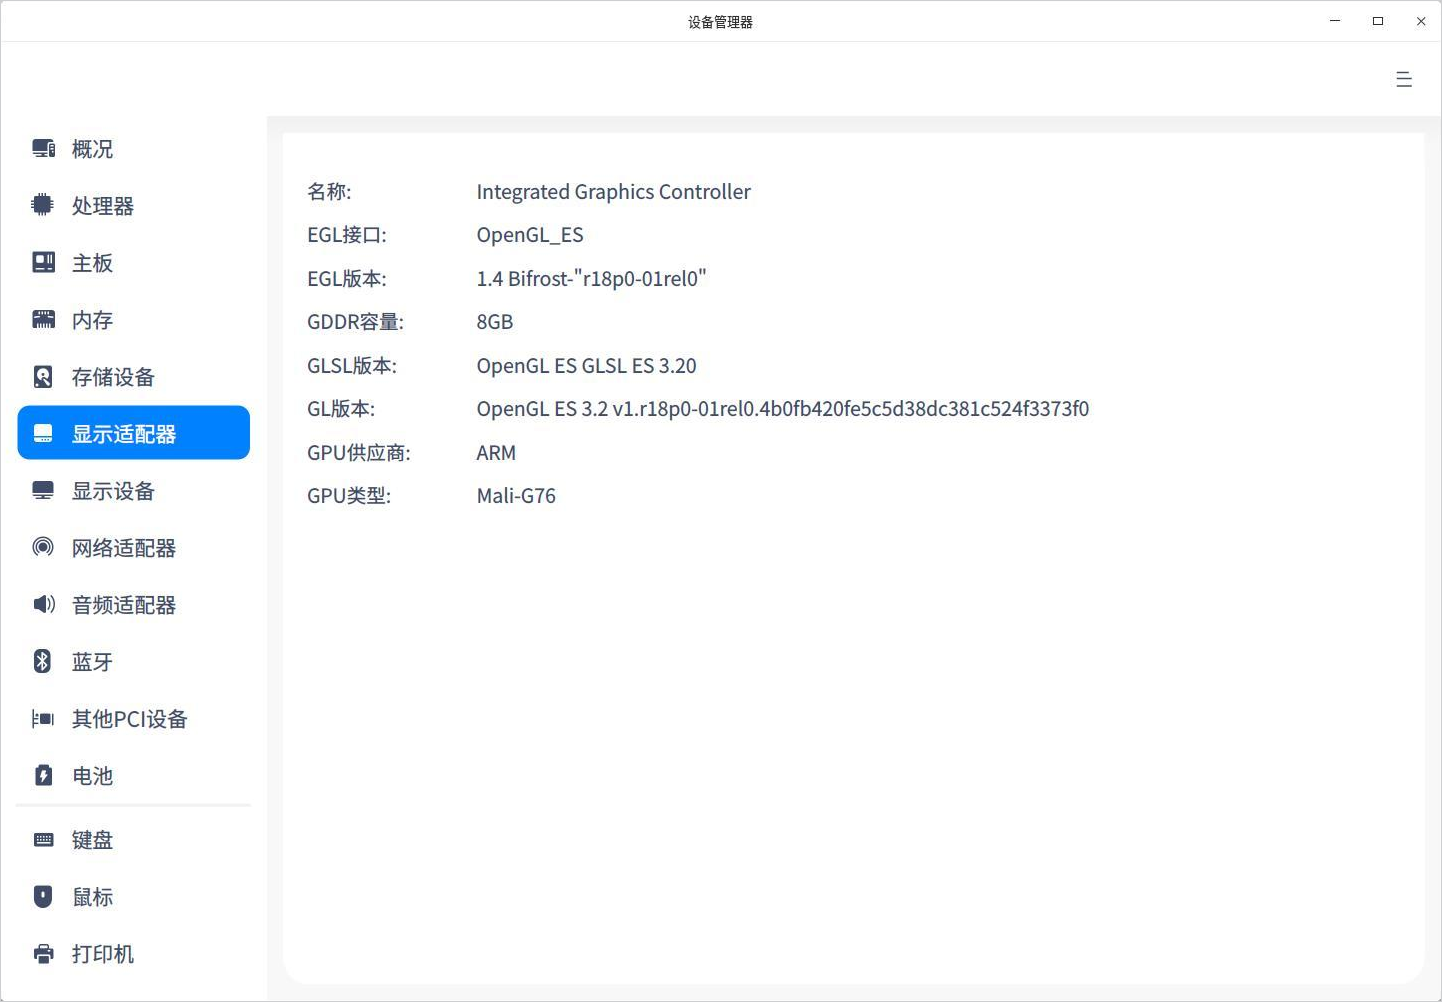 设备管理器
概况
处理器
主板
内存
存储设备
显示适配器
显示设备
网络适配器
音频适配器
蓝牙
其他PCI设备
电池
键盘
鼠标
打印机
名称: Integrated Graphics Controller
EGL接口: OpenGL_ES
EGL版本: 1.4 Bifrost-"r18p0-01rel0"
GDDR容量: 8GB
GLSL版本: OpenGL ES GLSL ES 3.20
GL版本: OpenGL ES 3.2 v1.r18p0-01rel0.4b0fb420fe5c5d38dc381c524f3373f0
GPU供应商: ARM
GPU类型: Mali-G76